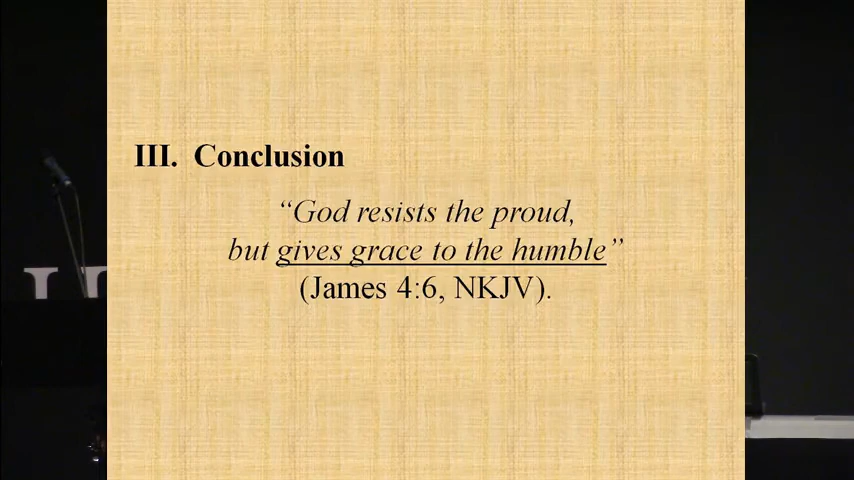 III. Conclusion
“God resists the proud,
but gives grace to the humble”
(James 4:6, NKJV).